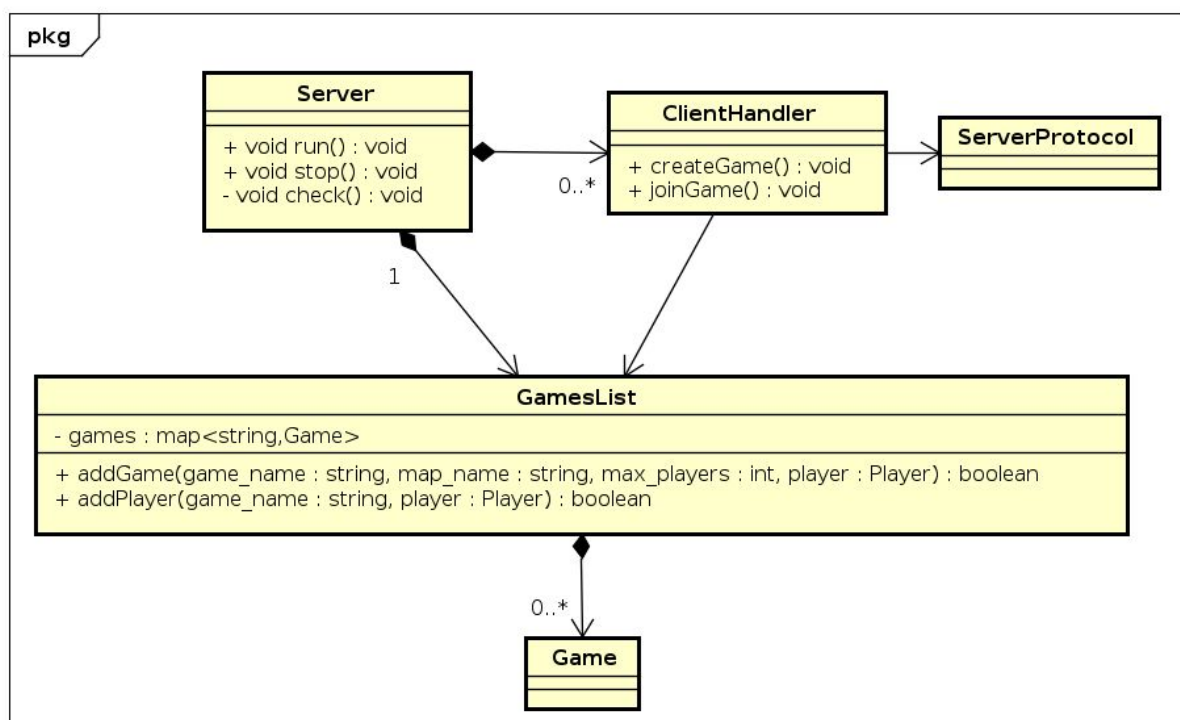 pkg
Server
+ void run() : void
+ void stop() : void
- void check() : void
ClientHandler
+ createGame() : void
+ joinGame() : void
ServerProtocol
0..*
1
GamesList
- games : map<string,Game>
+ addGame(game_name : string, map_name : string, max_players : int, player : Player) : boolean
+ addPlayer(game_name : string, player : Player) : boolean
0..*
Game